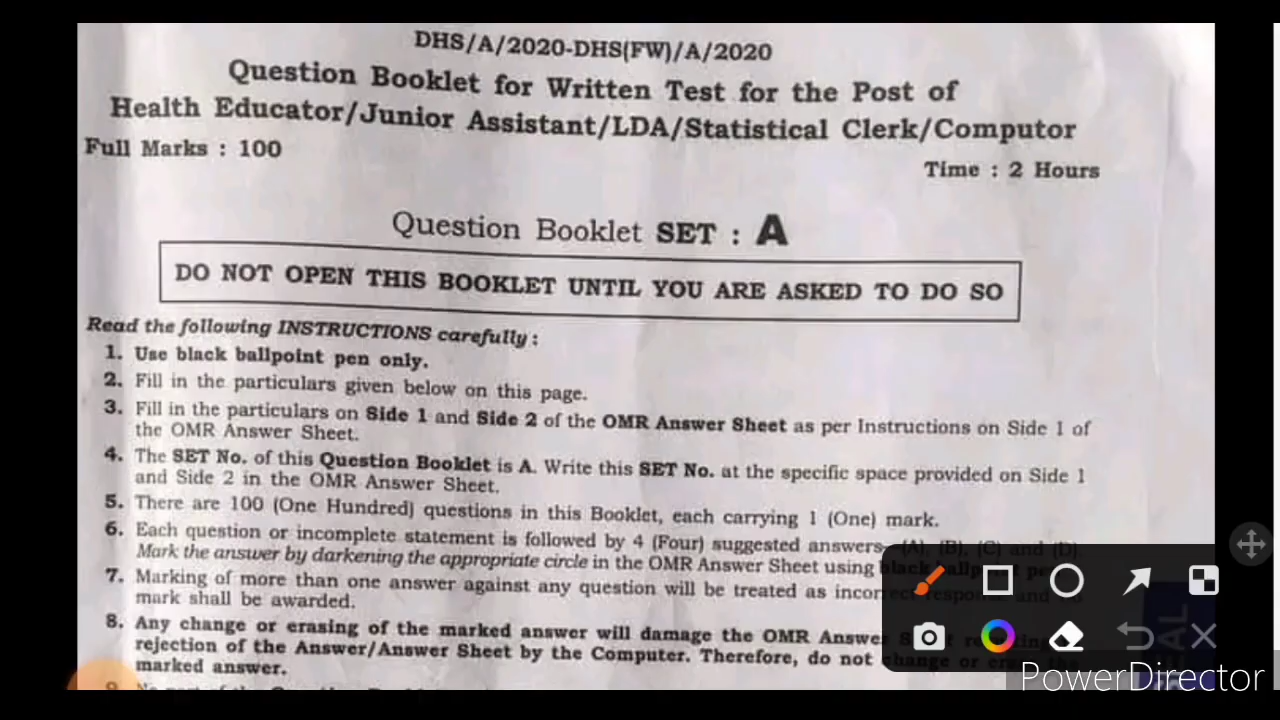 DHS/A/2020-DHS(FW)/A/2020
Question Booklet for Written Test for the Post of
Health Educator/Junior Assistant/LDA/Statistical Clerk/Computor
Full Marks : 100
Time : 2 Hours
Question Booklet SET : A
DO NOT OPEN THIS BOOKLET UNTIL YOU ARE ASKED TO DO SO
Read the following INSTRUCTIONS carefully :
1. Use black ballpoint pen only.
2. Fill in the particulars given below on this page.
3. Fill in the particulars on Side 1 and Side 2 of the OMR Answer Sheet as per Instructions on Side 1 of
the OMR Answer Sheet.
4. The SET No. of this Question Booklet is A. Write this SET No. at the specific space provided on Side 1
and Side 2 in the OMR Answer Sheet.
5. There are 100 (One Hundred) questions in this Booklet, each carrying 1 (One) mark.
6. Each question or incomplete statement is followed by 4 (Four) suggested answers—(A), (B), (C) and (D).
Mark the answer by darkening the appropriate circle in the OMR Answer Sheet using black ballpoint
7. Marking of more than one answer against any question will be treated as incorrect response and
mark shall be awarded.
8. Any change or erasing of the marked answer will damage the OMR Answer
rejection of the Answer/Answer Sheet by the Computer. Therefore, do not change or
marked answer.
PowerDirector